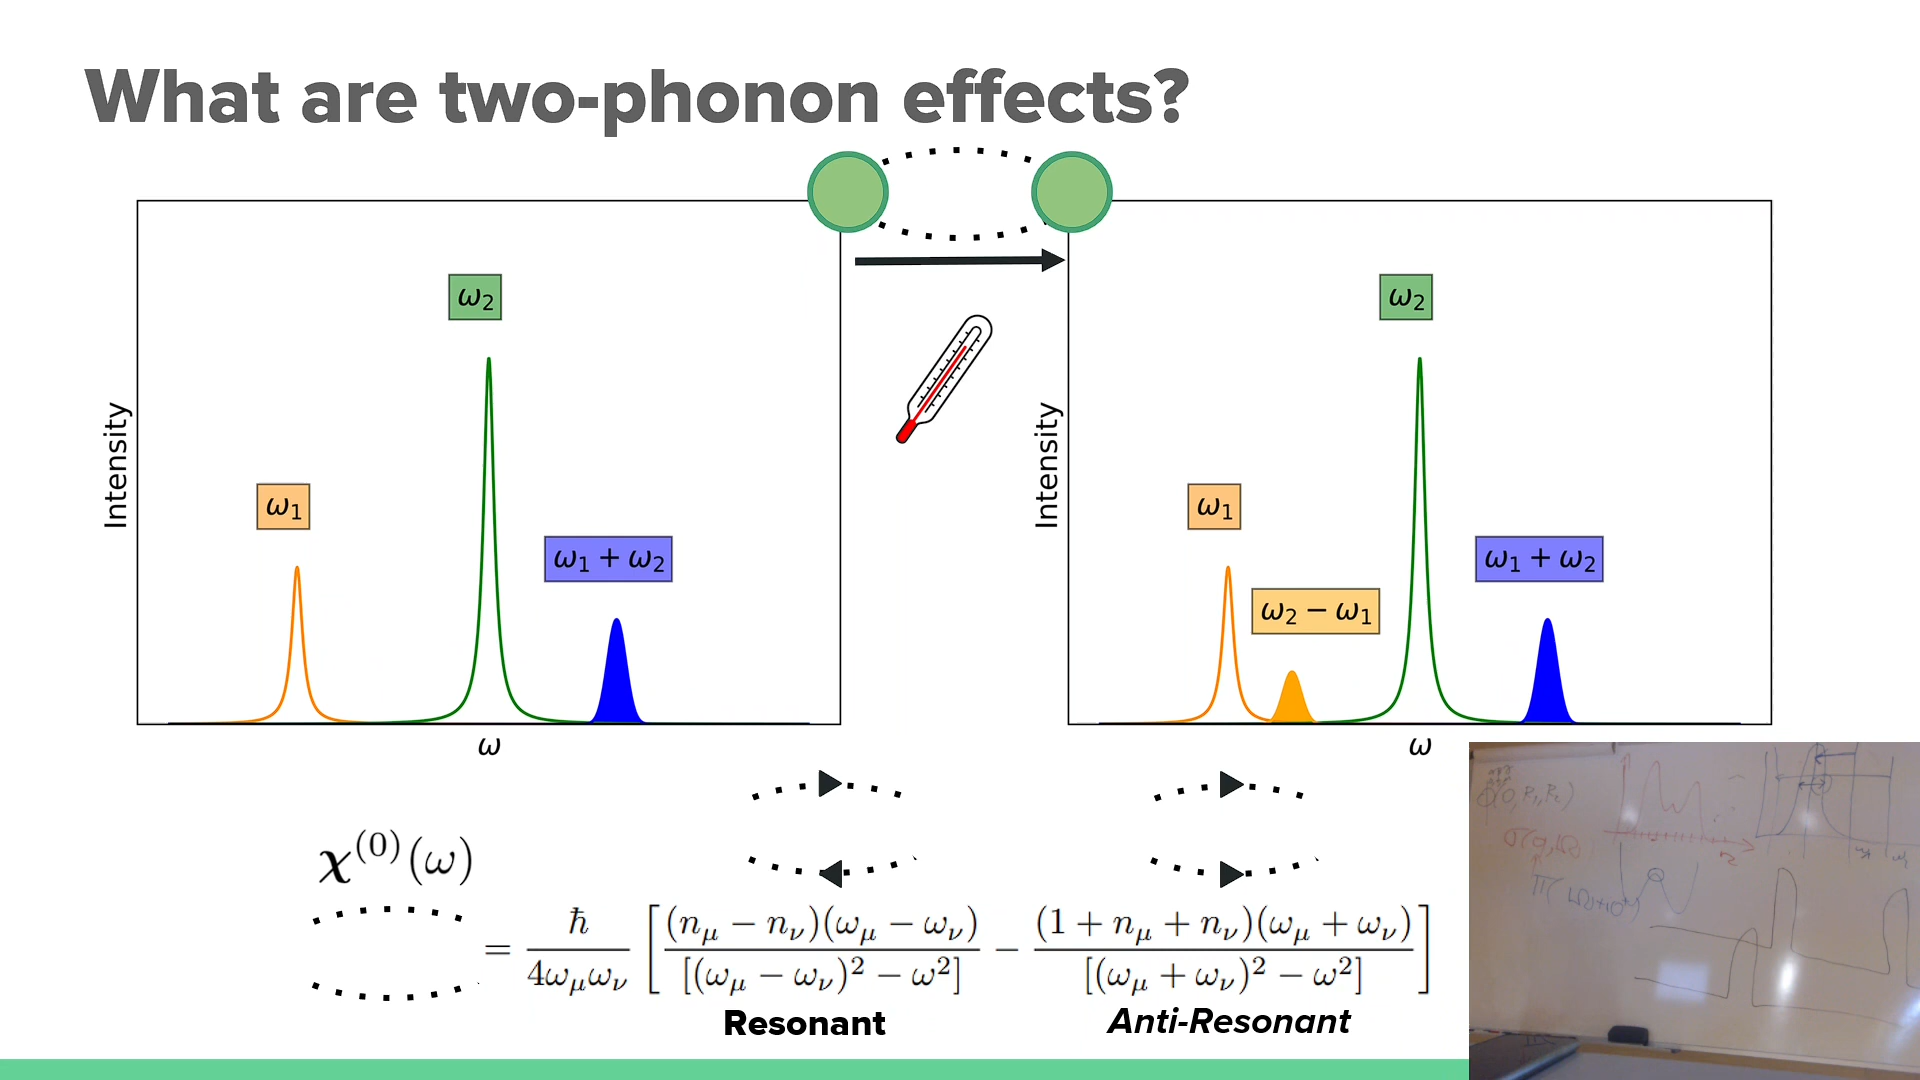 What are two-phonon effects?
Intensity
ω₁
ω₂
ω₁ + ω₂
ω
Intensity
ω₁
ω₂ − ω₁
ω₂
ω₁ + ω₂
ω
χ⁽⁰⁾(ω)
= ħ/(4ω_μω_ν) [ (n_μ − n_ν)(ω_μ − ω_ν)/[(ω_μ − ω_ν)² − ω²] − (1 + n_μ + n_ν)(ω_μ + ω_ν)/[(ω_μ + ω_ν)² − ω²] ]
Resonant
Anti-Resonant